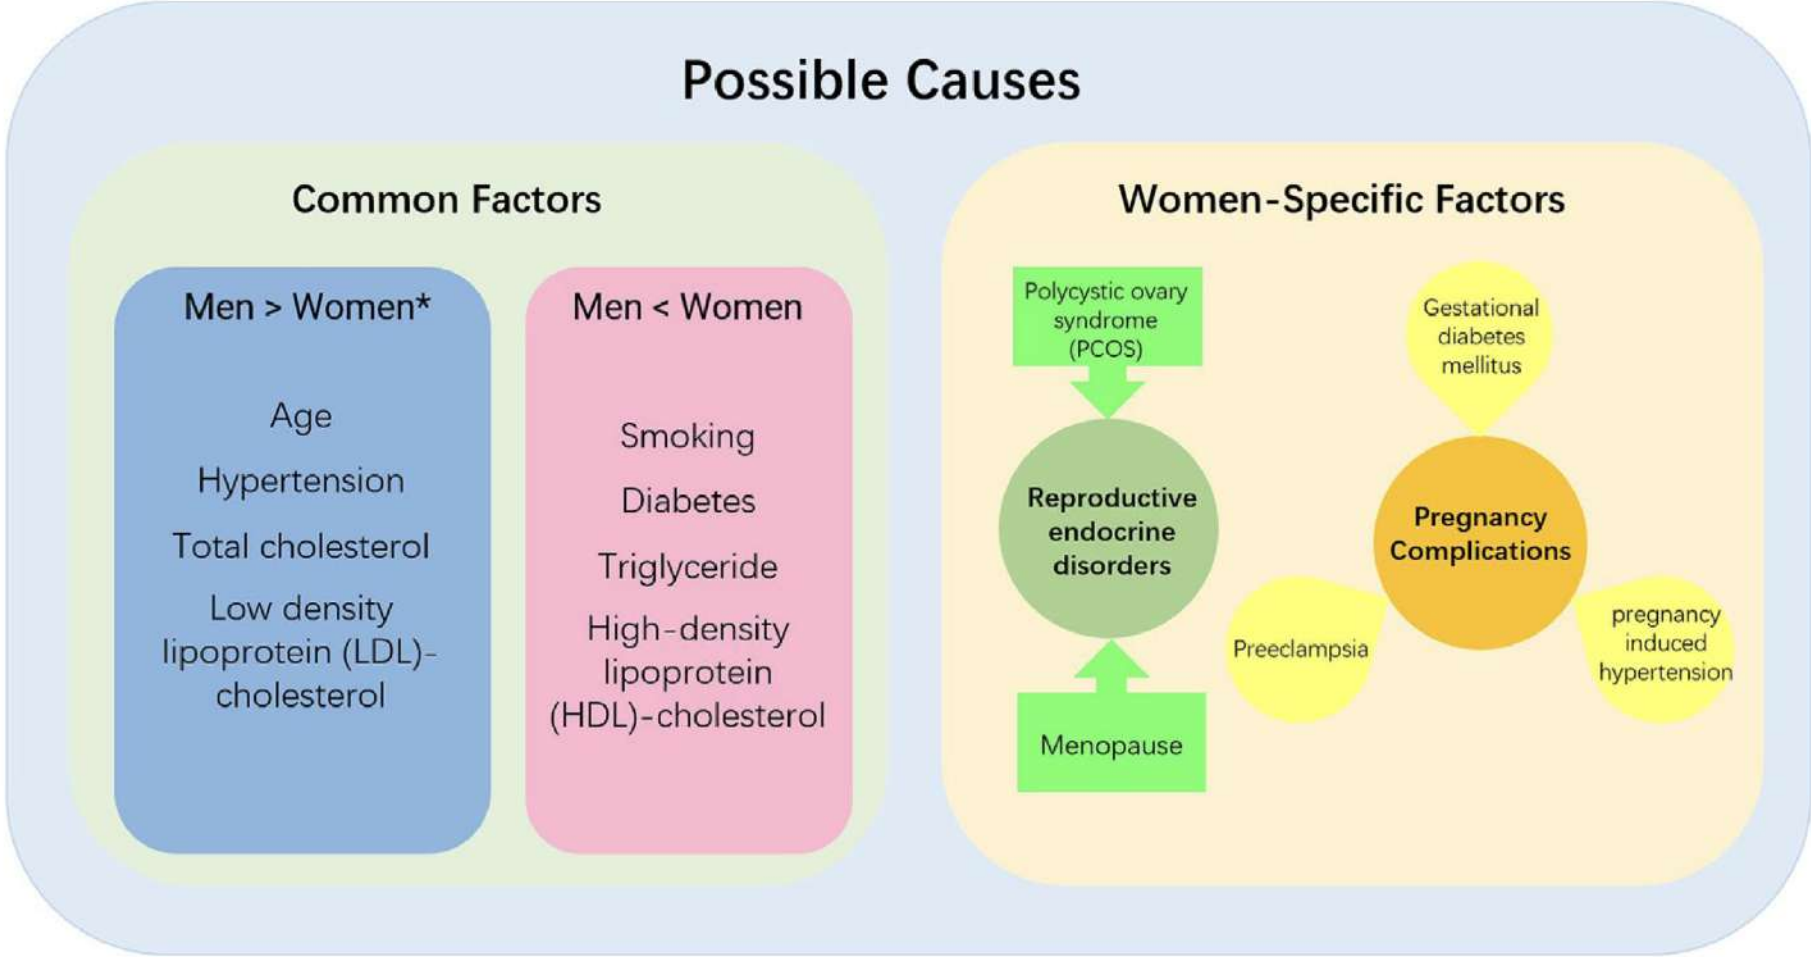 Possible Causes
Common Factors
Men > Women*
Age
Hypertension
Total cholesterol
Low density
lipoprotein (LDL)-
cholesterol
Men < Women
Smoking
Diabetes
Triglyceride
High-density
lipoprotein
(HDL)-cholesterol
Women-Specific Factors
Polycystic ovary
syndrome
(PCOS)
Reproductive
endocrine
disorders
Menopause
Gestational
diabetes
mellitus
Pregnancy
Complications
Preeclampsia
pregnancy
induced
hypertension